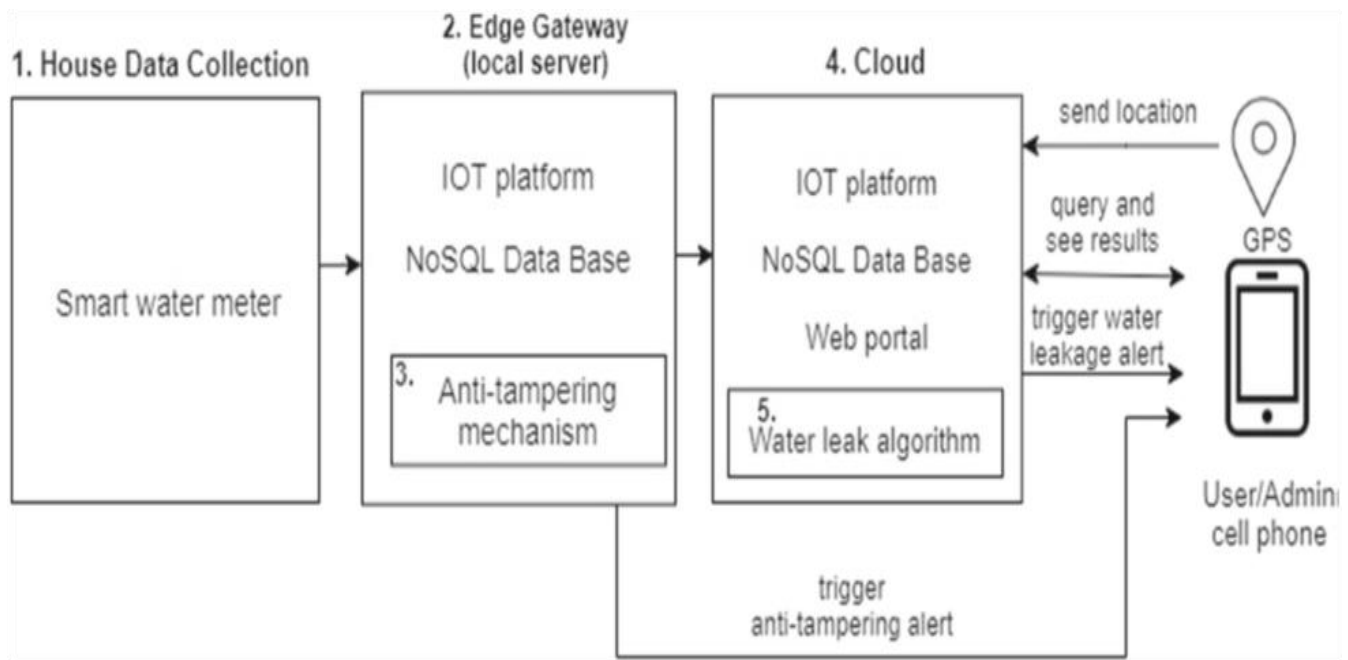 1. House Data Collection
Smart water meter
2. Edge Gateway
(local server)
IOT platform
NoSQL Data Base
3.
Anti-tampering
mechanism
4. Cloud
IOT platform
NoSQL Data Base
Web portal
5.
Water leak algorithm
send location
query and
see results
trigger water
leakage alert
GPS
User/Admin
cell phone
trigger
anti-tampering alert